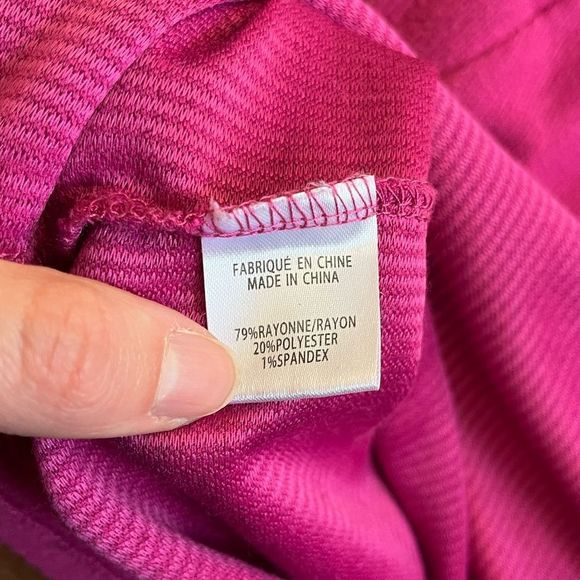 FABRIQUÉ EN CHINE
MADE IN CHINA
79%RAYONNE/RAYON
20%POLYESTER
1%SPANDEX